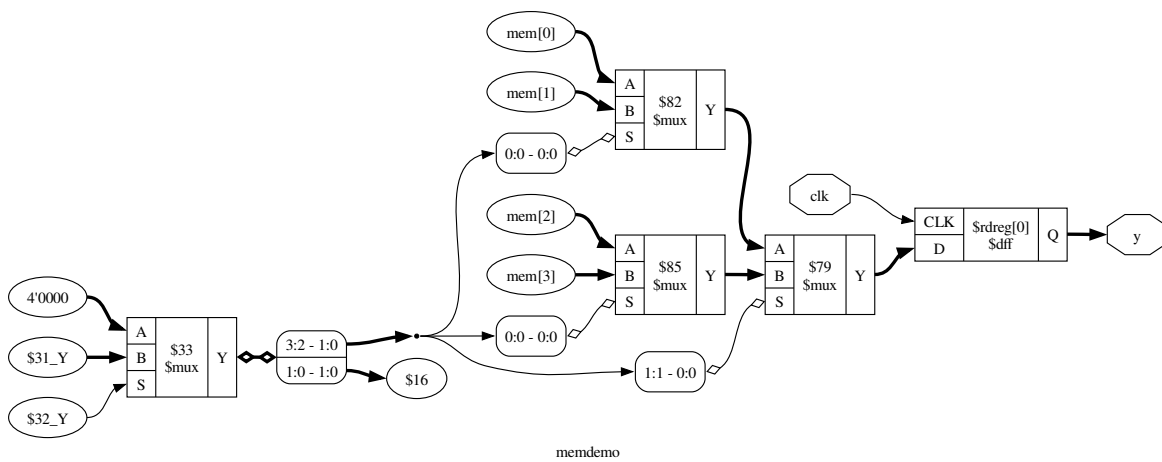 mem[0]
mem[1]
A
B
S
$82
$mux
Y
0:0 - 0:0
mem[2]
mem[3]
A
B
S
$85
$mux
Y
0:0 - 0:0
clk
A
B
S
$79
$mux
Y
CLK
D
$rdreg[0]
$dff
Q
y
4'0000
$31_Y
$32_Y
A
B
S
$33
$mux
Y
3:2 - 1:0
1:0 - 1:0
$16
1:1 - 0:0
memdemo